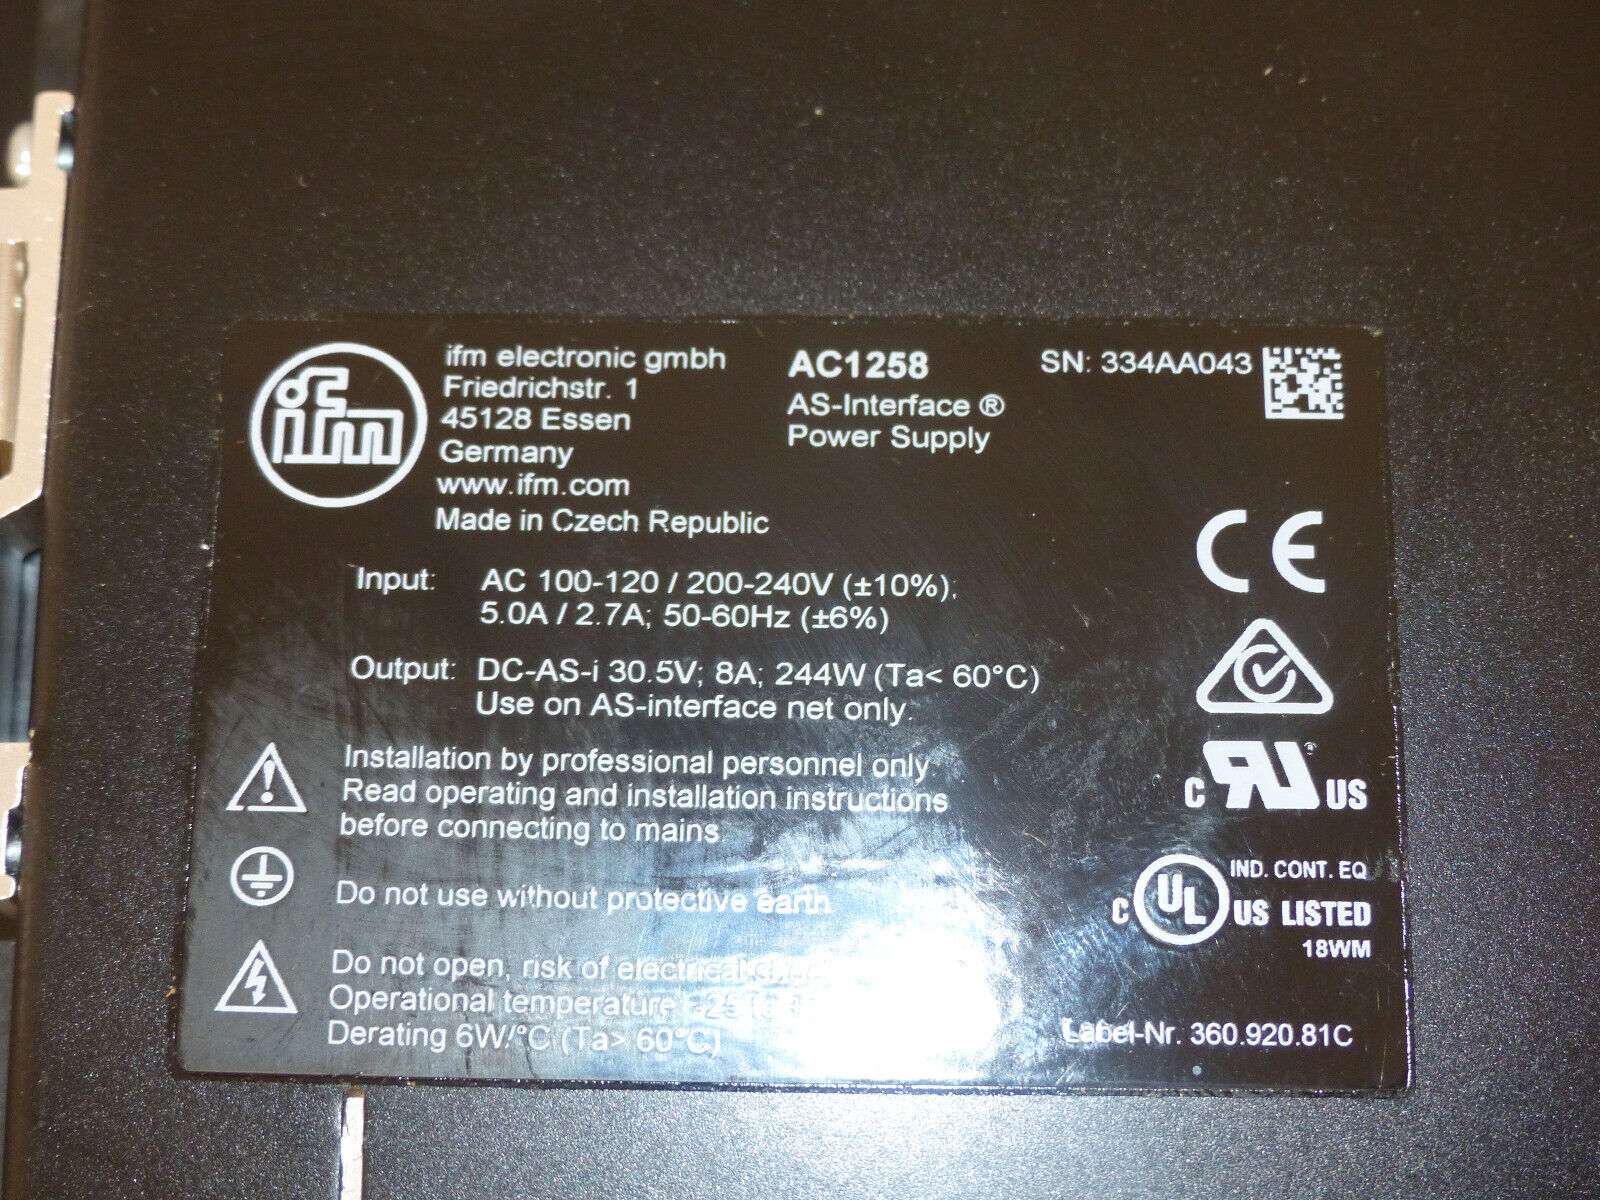 ifm
ifm electronic gmbh
Friedrichstr. 1
45128 Essen
Germany
www.ifm.com
Made in Czech Republic
AC1258
AS-Interface ®
Power Supply
SN: 334AA043
Input: AC 100-120 / 200-240V (±10%);
5.0A / 2.7A; 50-60Hz (±6%)
Output: DC-AS-i 30.5V; 8A; 244W (Ta< 60°C)
Use on AS-interface net only.
Installation by professional personnel only.
Read operating and installation instructions
before connecting to mains
Do not use without protective earth
Do not open, risk of electrical
Operational temperature
Derating 6W/°C (Ta> 60°C)
CE
c RU ® US
c UL US LISTED
IND. CONT. EQ
18WM
Label-Nr. 360.920.81C